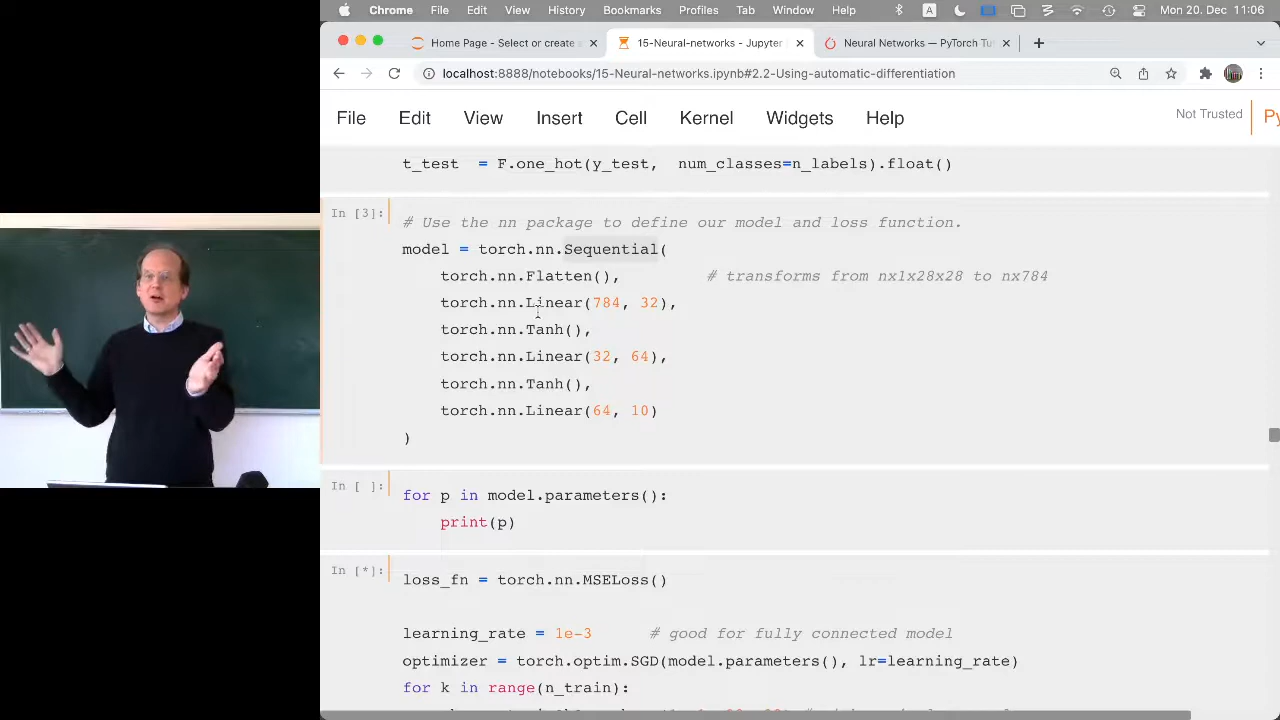 Chrome File Edit View History Bookmarks Profiles Tab Window Help A Mon 20. Dec 11:06
Home Page - Select or create a 15-Neural-networks - Jupyter Neural Networks — PyTorch Tut
localhost:8888/notebooks/15-Neural-networks.ipynb#2.2-Using-automatic-differentiation
File Edit View Insert Cell Kernel Widgets Help Not Trusted Py
t_test = F.one_hot(y_test, num_classes=n_labels).float()
In [3]:
# Use the nn package to define our model and loss function.
model = torch.nn.Sequential(
torch.nn.Flatten(), # transforms from nx1x28x28 to nx784
torch.nn.Linear(784, 32),
torch.nn.Tanh(),
torch.nn.Linear(32, 64),
torch.nn.Tanh(),
torch.nn.Linear(64, 10)
)
In [ ]:
for p in model.parameters():
print(p)
In [*]:
loss_fn = torch.nn.MSELoss()
learning_rate = 1e-3 # good for fully connected model
optimizer = torch.optim.SGD(model.parameters(), lr=learning_rate)
for k in range(n_train):